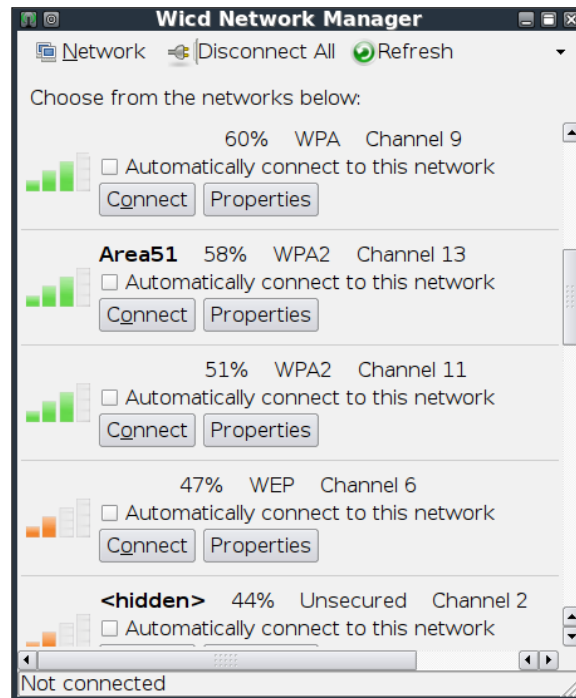 Wicd Network Manager
Network Disconnect All Refresh
Choose from the networks below:
60% WPA Channel 9
Automatically connect to this network
Connect Properties
Area51 58% WPA2 Channel 13
Automatically connect to this network
Connect Properties
51% WPA2 Channel 11
Automatically connect to this network
Connect Properties
47% WEP Channel 6
Automatically connect to this network
Connect Properties
<hidden> 44% Unsecured Channel 2
Automatically connect to this network
Not connected